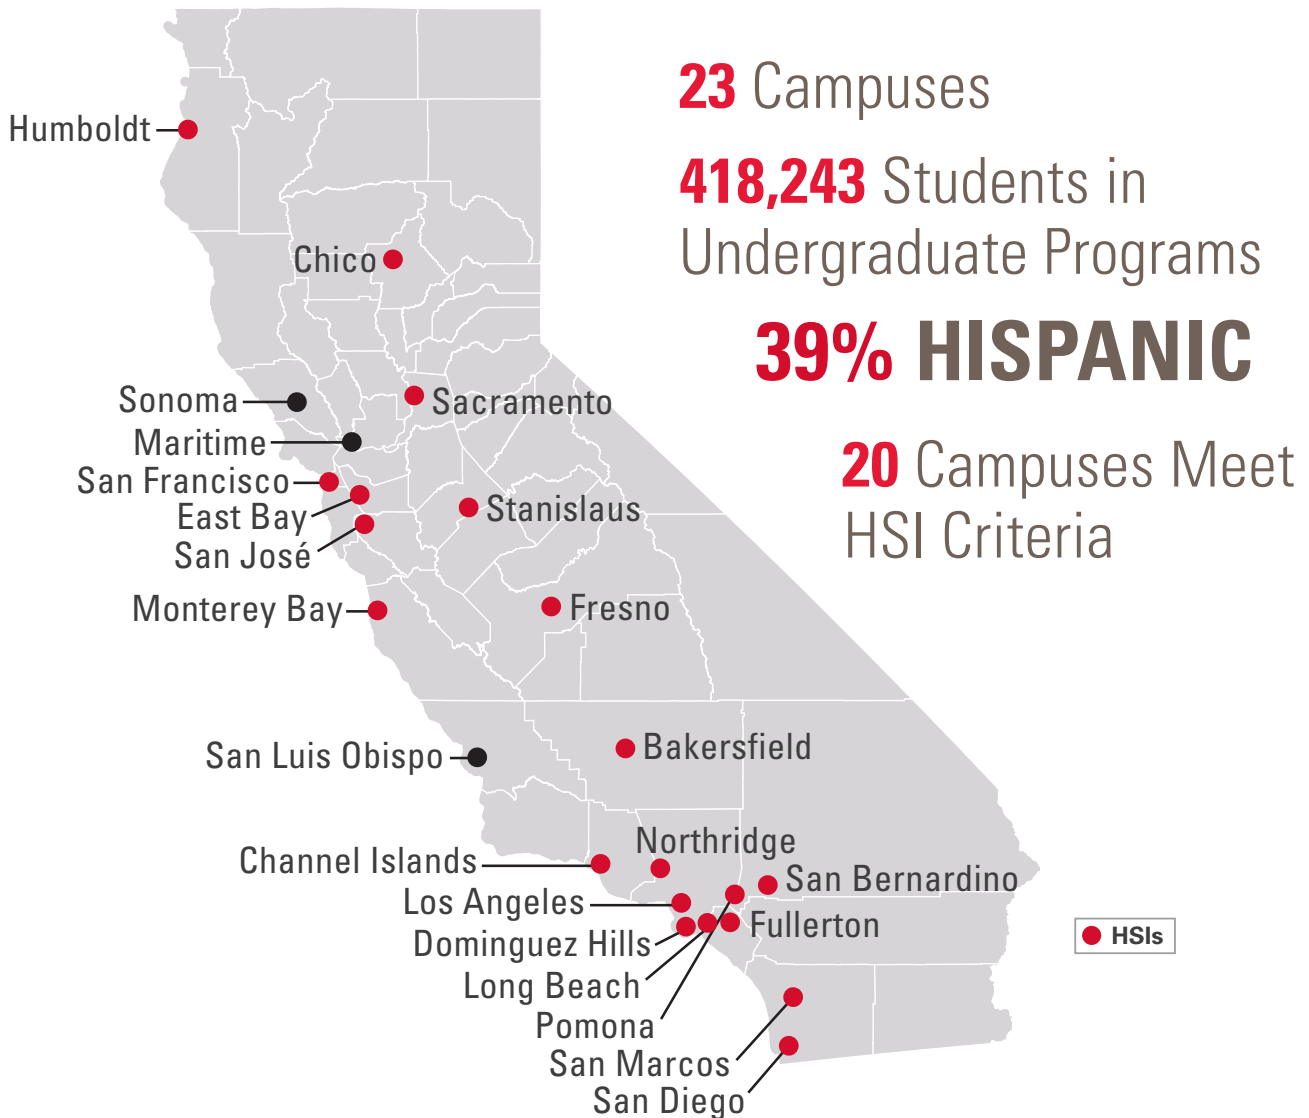 23 Campuses
418,243 Students in
Undergraduate Programs
39% HISPANIC
20 Campuses Meet
HSI Criteria
Humboldt
Chico
Sonoma
Sacramento
Maritime
San Francisco
East Bay
Stanislaus
San José
Monterey Bay
Fresno
San Luis Obispo
Bakersfield
Northridge
Channel Islands
San Bernardino
Los Angeles
Fullerton
Dominguez Hills
Long Beach
Pomona
San Marcos
San Diego
HSIs